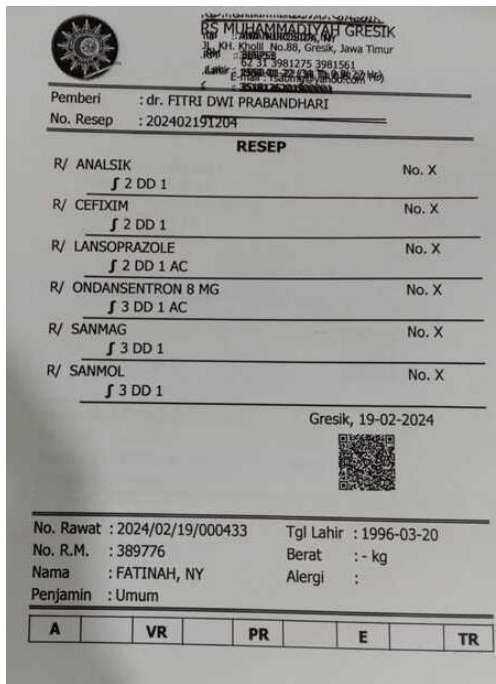 RS MUHAMMADIYAH GRESIK
JL. KH. Kholil No.88, Gresik, Jawa Timur
62 31 3981275 3981561
Pemberi : dr. FITRI DWI PRABANDHARI
No. Resep : 202402191204
RESEP
R/ ANALSIK No. X
∫ 2 DD 1
R/ CEFIXIM No. X
∫ 2 DD 1
R/ LANSOPRAZOLE No. X
∫ 2 DD 1 AC
R/ ONDANSENTRON 8 MG No. X
∫ 3 DD 1 AC
R/ SANMAG No. X
∫ 3 DD 1
R/ SANMOL No. X
∫ 3 DD 1
Gresik, 19-02-2024
No. Rawat : 2024/02/19/000433 Tgl Lahir : 1996-03-20
No. R.M. : 389776 Berat : - kg
Nama : FATINAH, NY Alergi :
Penjamin : Umum
A VR PR E TR